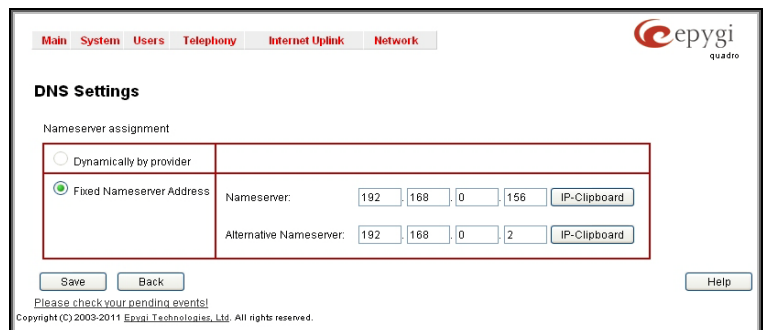 Main System Users Telephony Internet Uplink Network
epygi
quadro
DNS Settings
Nameserver assignment
Dynamically by provider
Fixed Nameserver Address
Nameserver: 192 . 168 . 0 . 156 IP-Clipboard
Alternative Nameserver: 192 . 168 . 0 . 2 IP-Clipboard
Save Back Help
Please check your pending events!
Copyright (C) 2003-2011 Epygi Technologies, Ltd. All rights reserved.